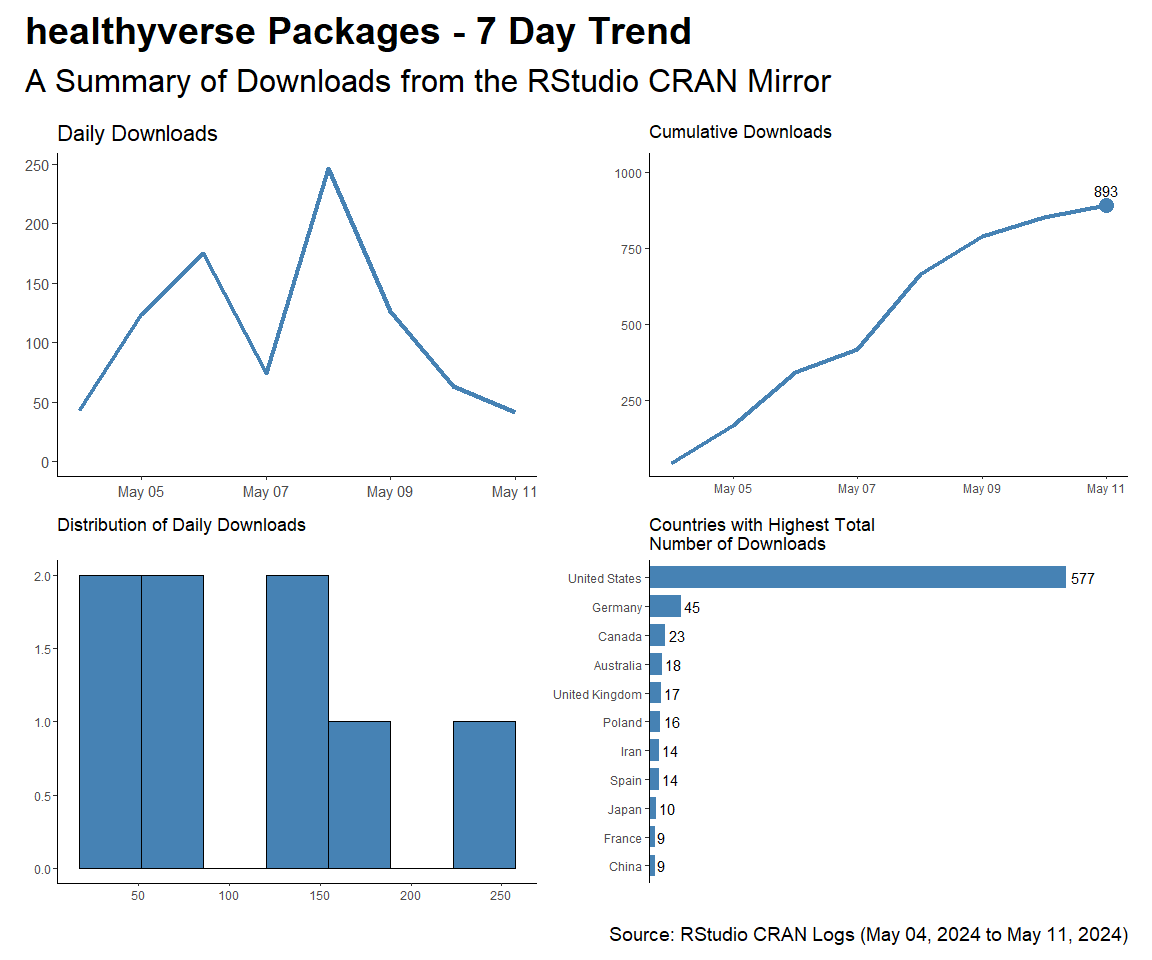 healthyverse Packages - 7 Day Trend
A Summary of Downloads from the RStudio CRAN Mirror
Daily Downloads
250
200
150
100
50
0
May 05 May 07 May 09 May 11
Cumulative Downloads
1000
750
500
250
893
May 05 May 07 May 09 May 11
Distribution of Daily Downloads
2.0
1.5
1.0
0.5
0.0
50 100 150 200 250
Countries with Highest Total
Number of Downloads
United States 577
Germany 45
Canada 23
Australia 18
United Kingdom 17
Poland 16
Iran 14
Spain 14
Japan 10
France 9
China 9
Source: RStudio CRAN Logs (May 04, 2024 to May 11, 2024)